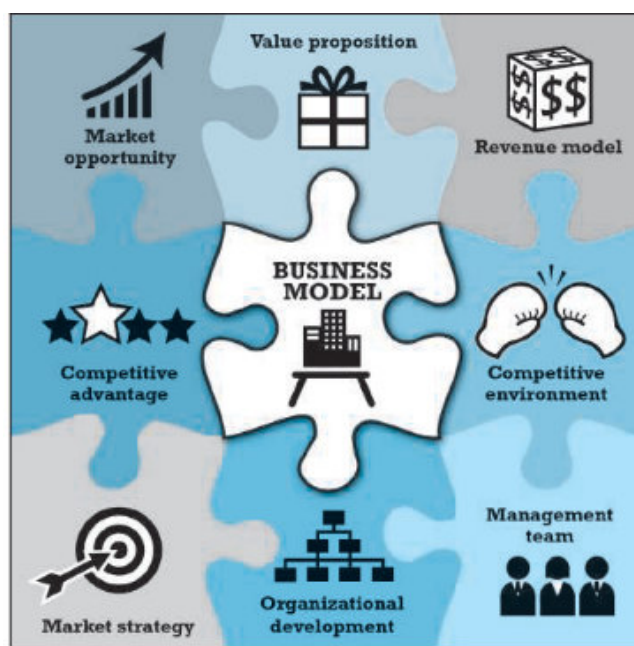 Value proposition
Market
opportunity
$ $ $ $
$$
Revenue model
BUSINESS
MODEL
Competitive
advantage
Competitive
environment
Management
team
Market strategy
Organizational
development